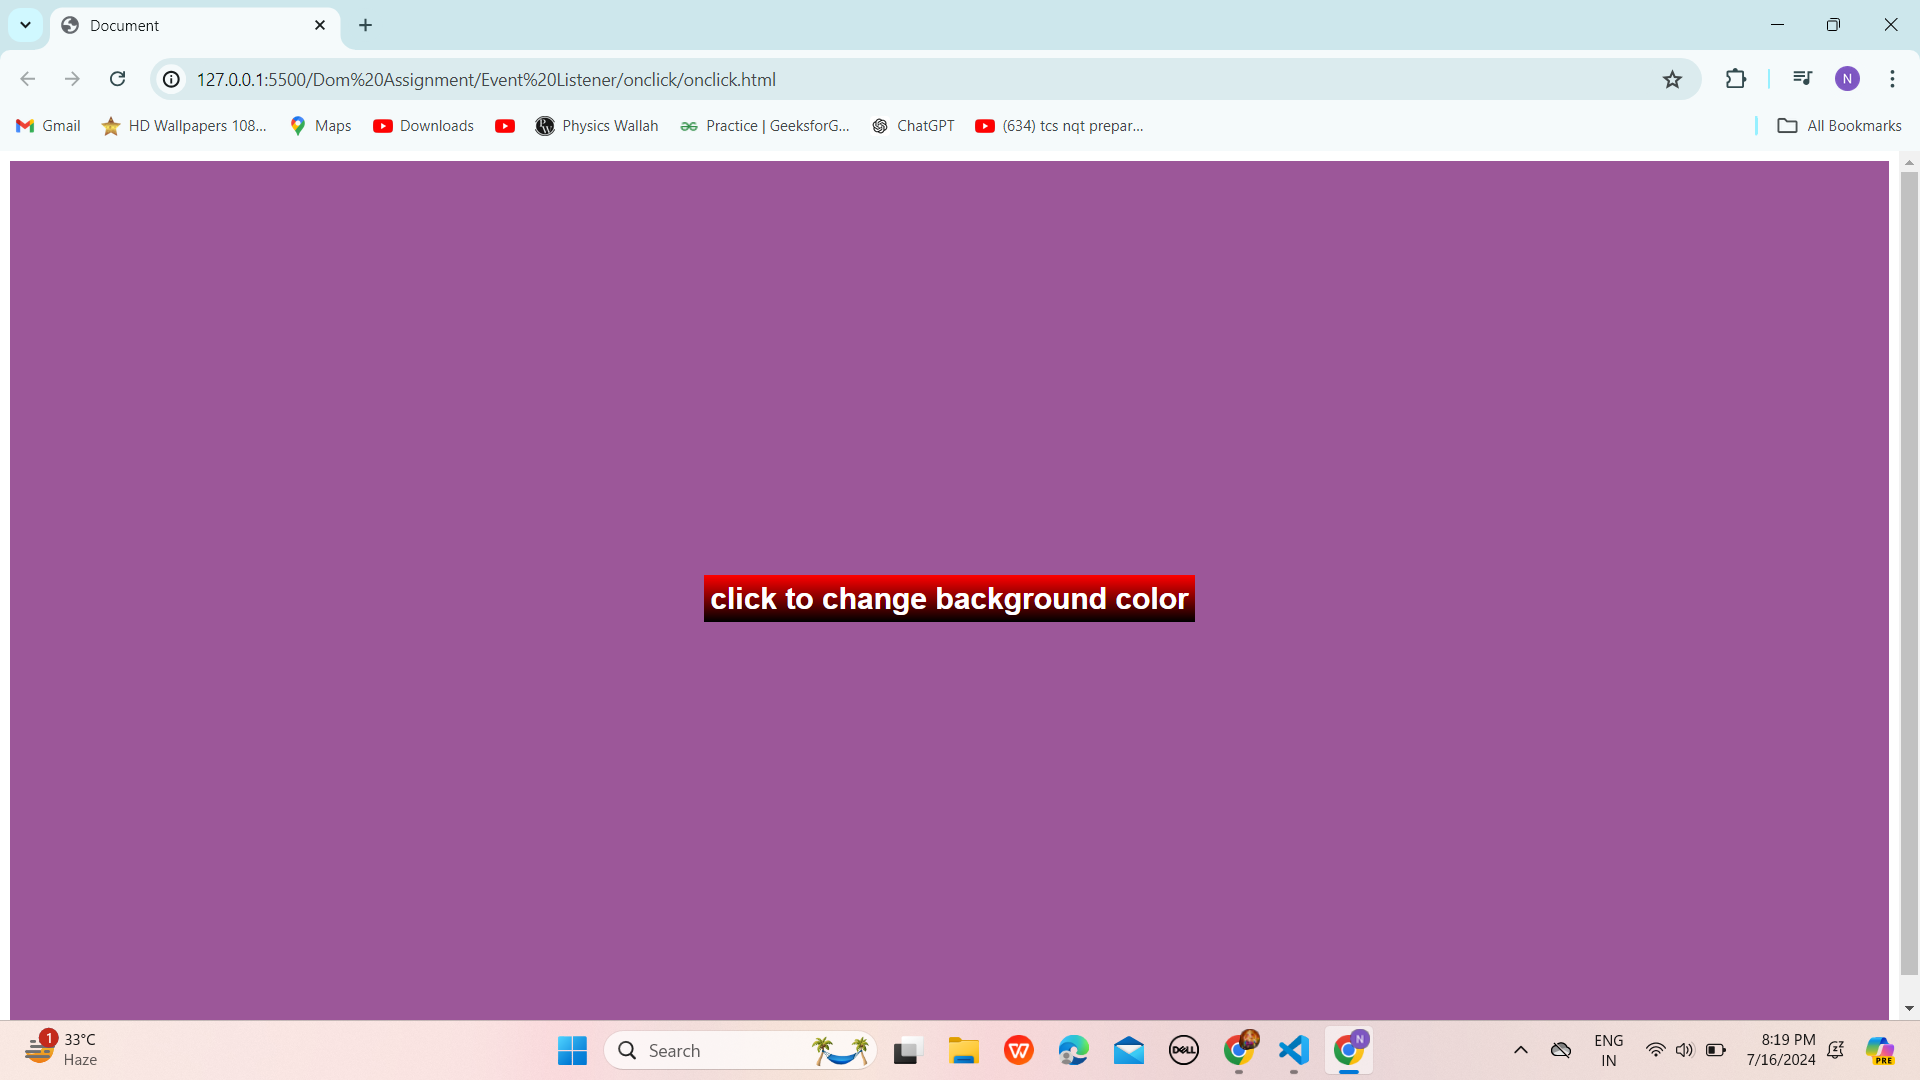 Document
127.0.0.1:5500/Dom%20Assignment/Event%20Listener/onclick/onclick.html
N
Gmail
HD Wallpapers 108...
Maps
Downloads
Physics Wallah
Practice | GeeksforG...
ChatGPT
(634) tcs nqt prepar...
All Bookmarks
click to change background color
1
33°C
Haze
Search
W
DELL
N
ENG
IN
8:19 PM
7/16/2024
PRE